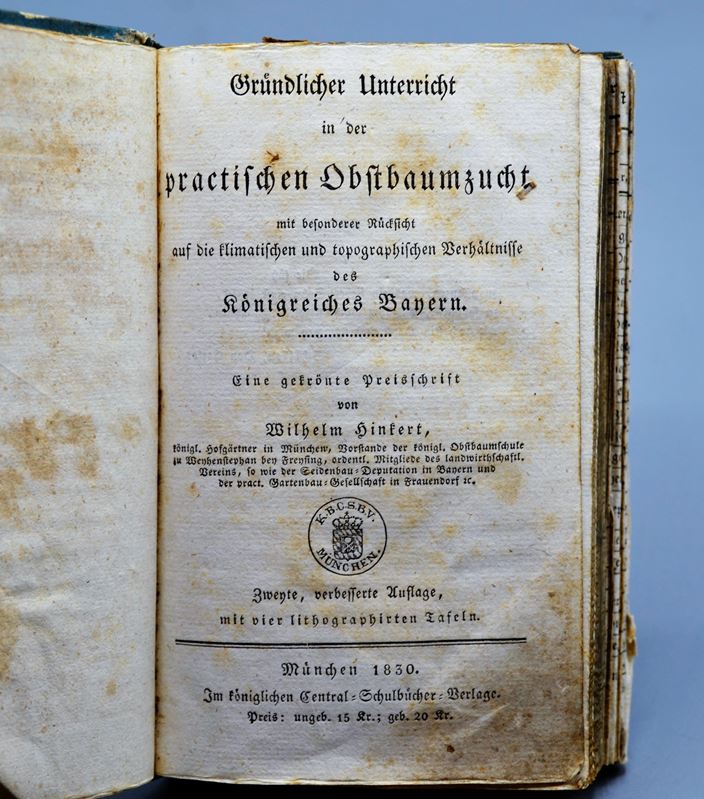 Gründlicher Unterricht
in der
practischen Obstbaumzucht
mit besonderer Rücksicht
auf die klimatischen und topographischen Verhältnisse
des
Königreiches Bayern.
Eine gekrönte Preisschrift
von
Wilhelm Hinkert,
königl. Hofgärtner in München, Vorstande der königl. Obstbaumschule
zu Weyhenstephan bey Freysing, ordentl. Mitgliede des landwirthschaftl.
Vereins, so wie der Seidenbau-Deputation in Bayern und
der pract. Gartenbau-Gesellschaft in Frauendorf ꝛc.
K.B.C.S.B.V.
MÜNCHEN.
Zweyte, verbesserte Auflage,
mit vier lithographirten Tafeln.
München 1830.
Im königlichen Central-Schulbücher-Verlage.
Preis: ungeb. 15 Kr.; geb. 20 Kr.